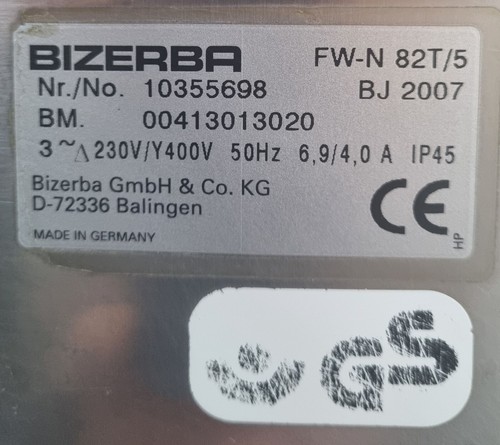 BIZERBA FW-N 82T/5
Nr./No. 10355698 BJ 2007
BM. 00413013020
3~△230V/Y400V 50Hz 6,9/4,0 A IP45
Bizerba GmbH & Co. KG
D-72336 Balingen
CE
HP
MADE IN GERMANY
GS